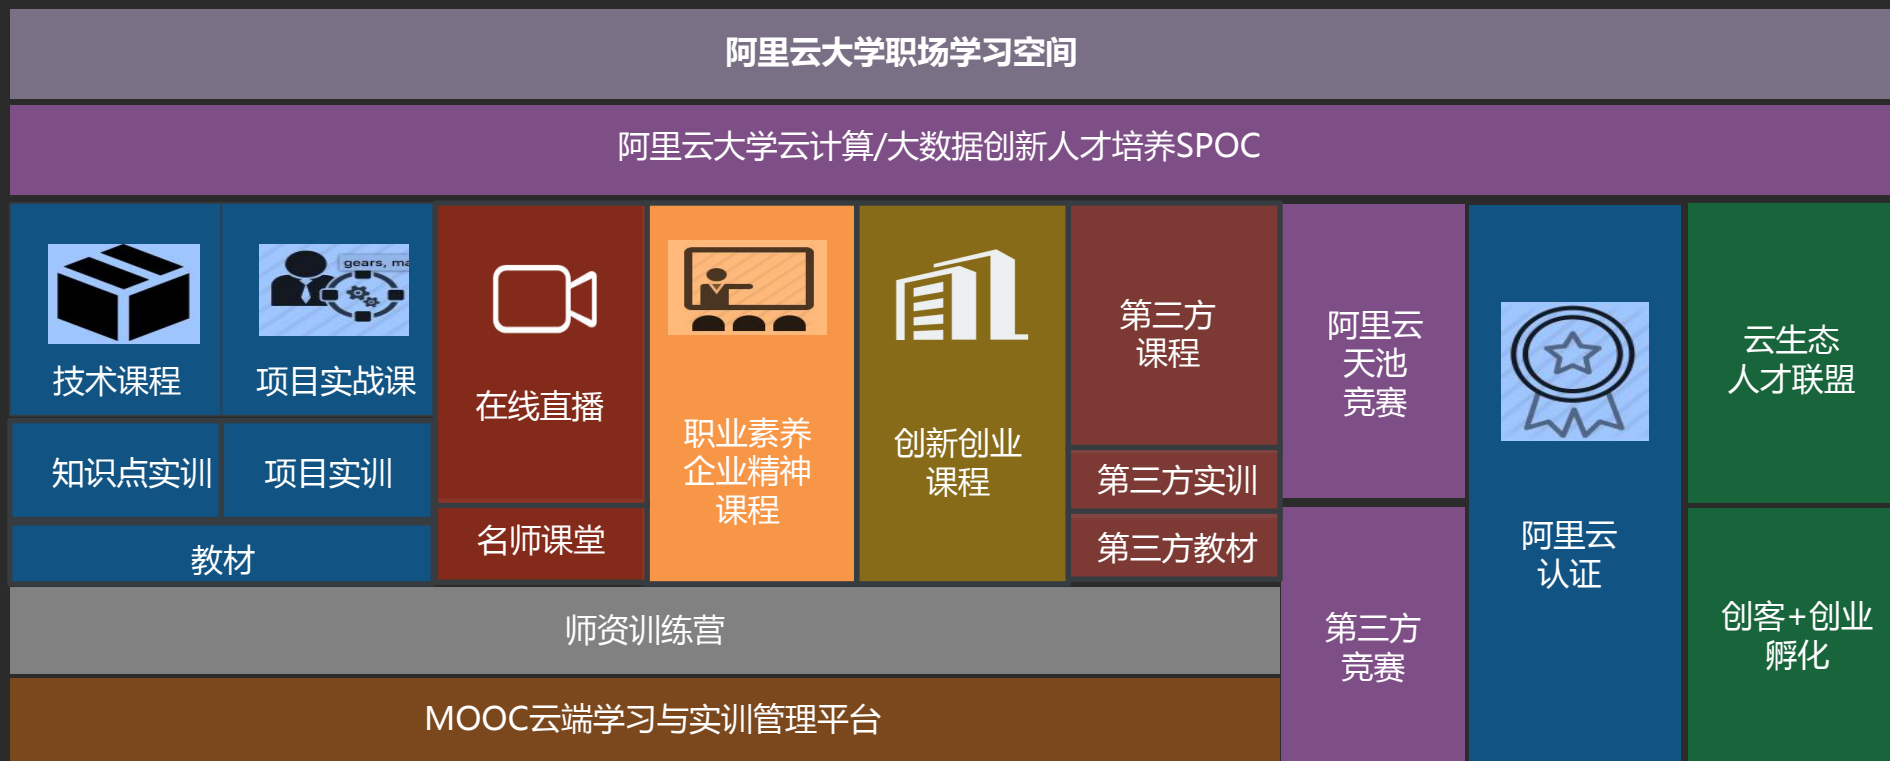 阿里云大学职场学习空间
阿里云大学云计算/大数据创新人才培养SPOC
gears, ma
技术课程
项目实战课
知识点实训
项目实训
教材
在线直播
名师课堂
职业素养
企业精神
课程
创新创业
课程
第三方
课程
第三方实训
第三方教材
师资训练营
MOOC云端学习与实训管理平台
阿里云
天池
竞赛
第三方
竞赛
阿里云
认证
云生态
人才联盟
创客+创业
孵化